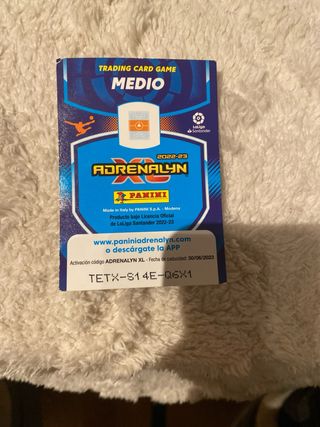 TRADING CARD GAME
MEDIO
LaLiga
Santander
2022-23
ADRENALYN
XL
PANINI
Made in Italy by PANINI S.p.A. - Modena
Producto bajo Licencia Oficial
de LaLiga Santander 2022-23
www.paniniadrenalyn.com
o descárgate la APP
Activación código ADRENALYN XL - Fecha de caducidad: 30/06/2023
TETX-S14E-Q6X1